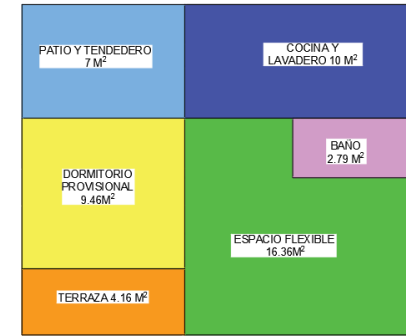 PATIO Y TENDEDERO
7 M²
COCINA Y
LAVADERO 10 M²
BAÑO
2.79 M²
DORMITORIO
PROVISIONAL
9.46M²
ESPACIO FLEXIBLE
16.36M²
TERRAZA 4.16 M²